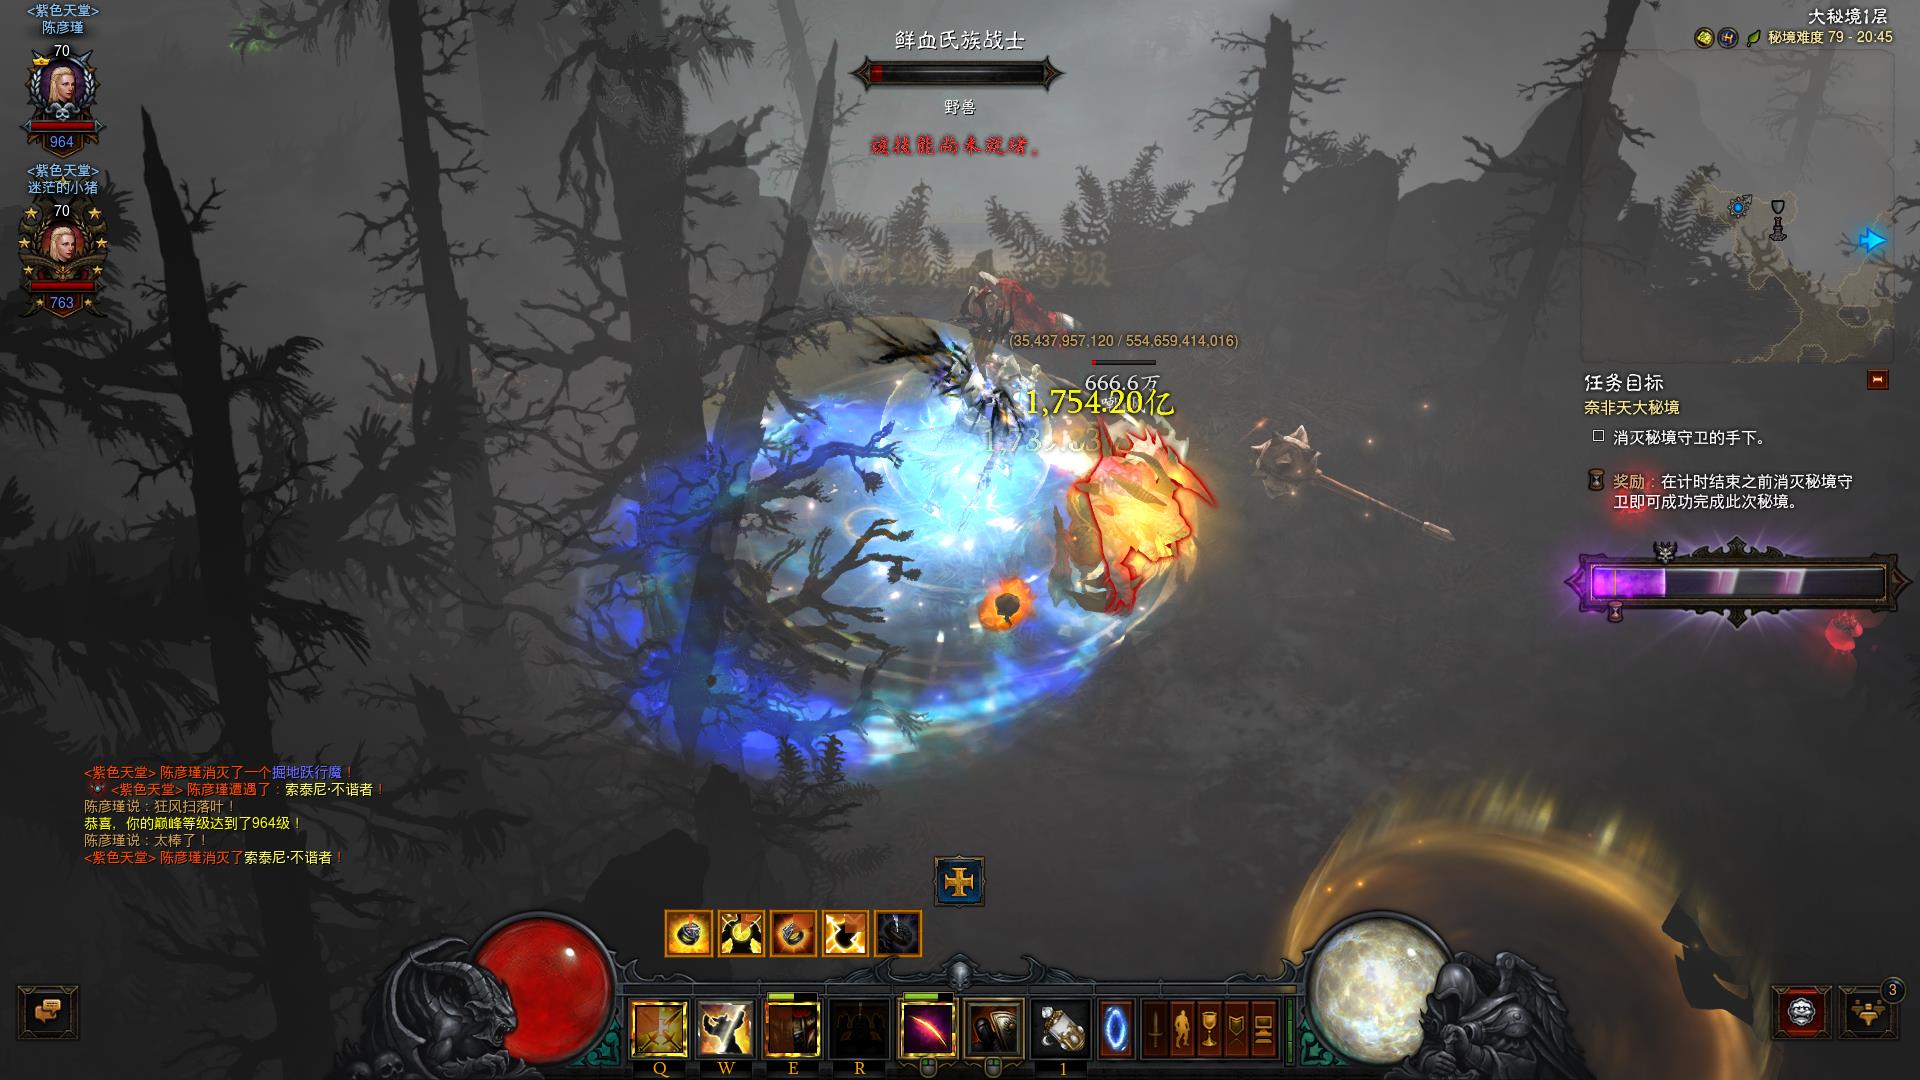 <紫色天堂>
陈彦瑾
70
964
<紫色天堂>
迷茫的小猪
70
763
鲜血氏族战士
野兽
该技能尚未就绪。
大秘境1层
秘境难度 79 - 20:45
(35,437,957,120 / 554,659,414,016)
666.6万
1,754.20亿
任务目标
奈非天大秘境
消灭秘境守卫的手下。
奖励：在计时结束之前消灭秘境守
卫即可成功完成此次秘境。
<紫色天堂> 陈彦瑾消灭了一个掘地跃行魔！
<紫色天堂> 陈彦瑾遭遇了：索泰尼·不谐者！
陈彦瑾说：狂风扫落叶！
恭喜，你的巅峰等级达到了964级！
陈彦瑾说：太棒了！
<紫色天堂> 陈彦瑾消灭了索泰尼·不谐者！
Q W E R 1
3